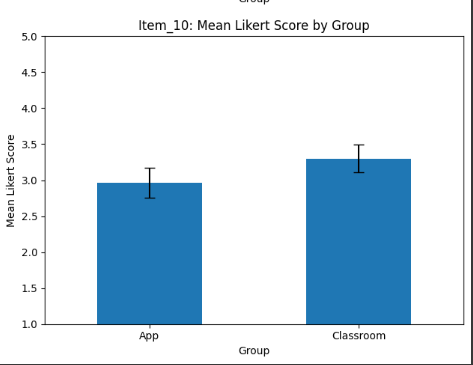 Group
Item_10: Mean Likert Score by Group
5.0
4.5
4.0
3.5
3.0
2.5
2.0
1.5
1.0
Mean Likert Score
App
Classroom
Group